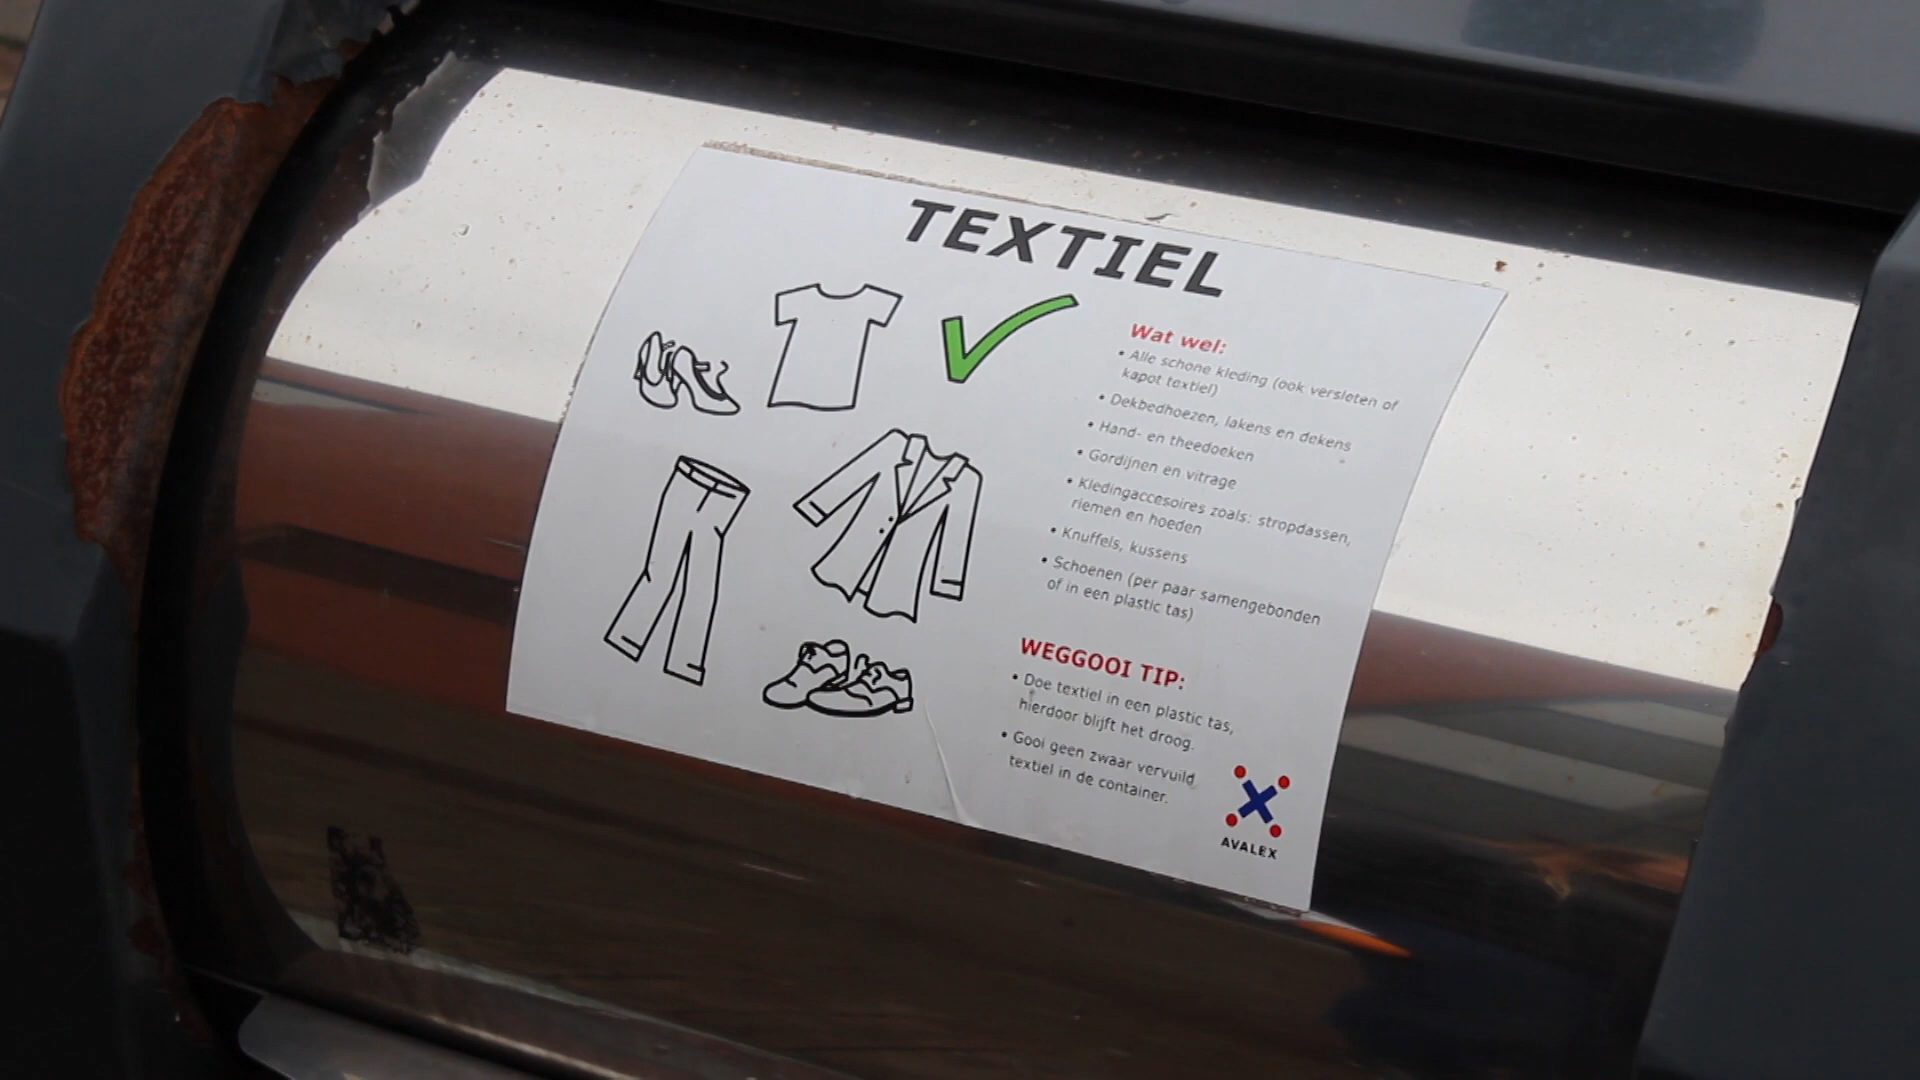 TEXTIEL
Wat wel:
• Alle schone kleding (ook versleten of
kapot textiel)
• Dekbedhoezen, lakens en dekens
• Hand- en theedoeken
• Gordijnen en vitrage
• Kledingaccesoires zoals: stropdassen,
riemen en hoeden
• Knuffels, kussens
• Schoenen (per paar samengebonden
of in een plastic tas)
WEGGOOI TIP:
• Doe textiel in een plastic tas,
hierdoor blijft het droog.
• Gooi geen zwaar vervuild
textiel in de container.
AVALEX